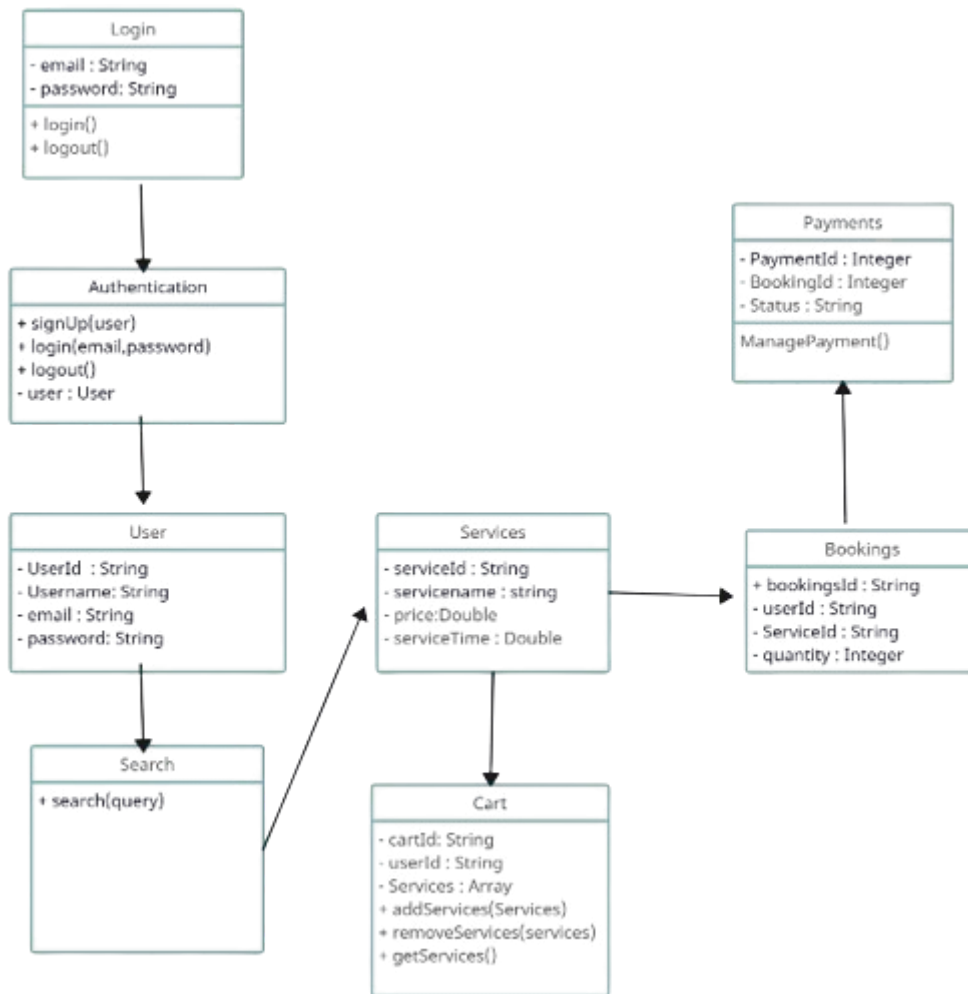 Login
- email : String
- password: String
+ login()
+ logout()
Authentication
+ signUp(user)
+ login(email,password)
+ logout()
- user : User
User
- UserId : String
- Username: String
- email : String
- password: String
Search
+ search(query)
Services
- serviceId : String
- servicename : string
- price:Double
- serviceTime : Double
Cart
- cartId: String
- userId : String
- Services : Array
+ addServices(Services)
+ removeServices(services)
+ getServices()
Payments
- PaymentId : Integer
- BookingId : Integer
- Status : String
ManagePayment()
Bookings
+ bookingsId : String
- userId : String
- ServiceId : String
- quantity : Integer